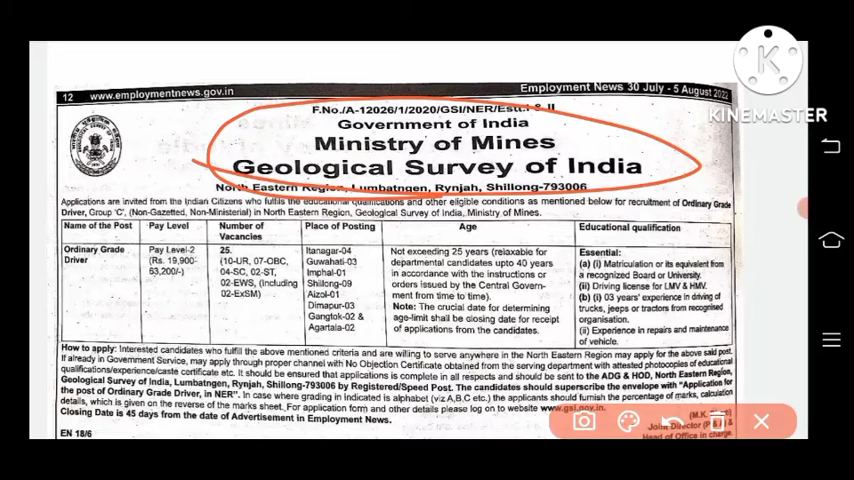 KINEMASTER
12 www.employmentnews.gov.in
Employment News 30 July - 5 August 2022
F.No./A-12026/1/2020/GSI/NER/Estt.I & II
Government of India
Ministry of Mines
Geological Survey of India
North Eastern Region, Lumbatngen, Rynjah, Shillong-793006
Applications are invited from the Indian Citizens who fulfils the educational qualifications and other eligible conditions as mentioned below for recruitment of Ordinary Grade
Driver, Group 'C', (Non-Gazetted, Non-Ministerial) in North Eastern Region, Geological Survey of India, Ministry of Mines.
Name of the Post
Pay Level
Number of
Vacancies
Place of Posting
Age
Educational qualification
Ordinary Grade
Driver
Pay Level-2
(Rs. 19,900-
63,200/-)
25.
(10-UR, 07-OBC,
04-SC, 02-ST,
02-EWS, (including
02-ExSM)
Itanagar-04
Guwahati-03
Imphal-01
Shillong-09
Aizol-01
Dimapur-03
Gangtok-02 &
Agartala-02
Not exceeding 25 years (relaxable for
departmental candidates upto 40 years
in accordance with the instructions or
orders issued by the Central Govern-
ment from time to time).
Note: The crucial date for determining
age-limit shall be closing date for receipt
of applications from the candidates.
Essential:
(a) (i) Matriculation or its equivalent from
a recognized Board or University.
(ii) Driving license for LMV & HMV.
(b) (i) 03 years' experience in driving of
trucks, jeeps or tractors from recognised
organisation.
(ii) Experience in repairs and maintenance
of vehicle.
How to apply: Interested candidates who fulfill the above mentioned criteria and are willing to serve anywhere in the North Eastern Region may apply for the above said post.
If already in Government Service, may apply through proper channel with No Objection Certificate obtained from the serving department with attested photocopies of educational
qualifications/experience/caste certificate etc. It should be ensured that applications is complete in all respects and should be sent to the ADG & HOD, North Eastern Region,
Geological Survey of India, Lumbatngen, Rynjah, Shillong-793006 by Registered/Speed Post. The candidates should superscribe the envelope with "Application for
the post of Ordinary Grade Driver, in NER". In case where grading in indicated is alphabet (viz A,B,C etc.) the applicants should furnish the percentage of marks, calculation
details, which is given on the reverse of the marks sheet. For application form and other details please log on to website www.gsi.gov.in.
Closing Date is 45 days from the date of Advertisement in Employment News.
(M.K.
Joint Director (P & A) &
Head of Office in charge
EN 18/6